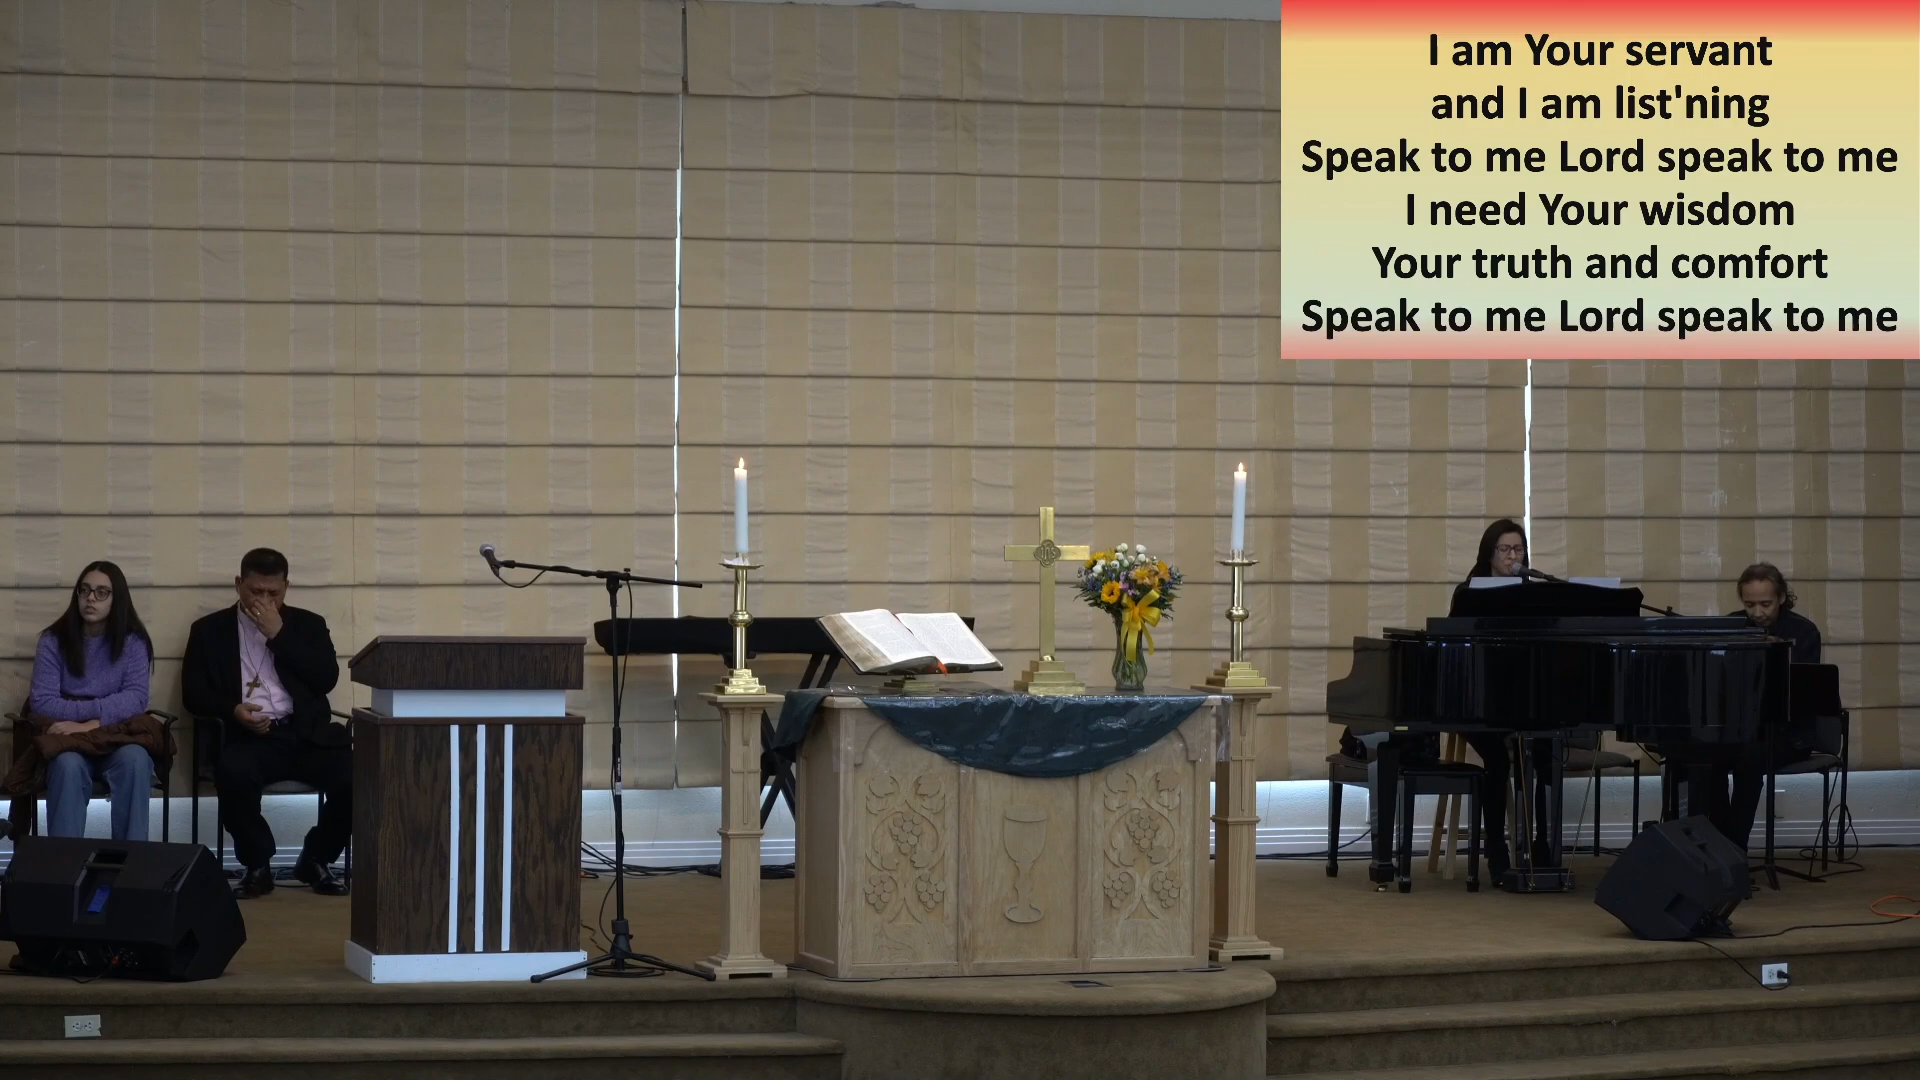 I am Your servant
and I am list'ning
Speak to me Lord speak to me
I need Your wisdom
Your truth and comfort
Speak to me Lord speak to me